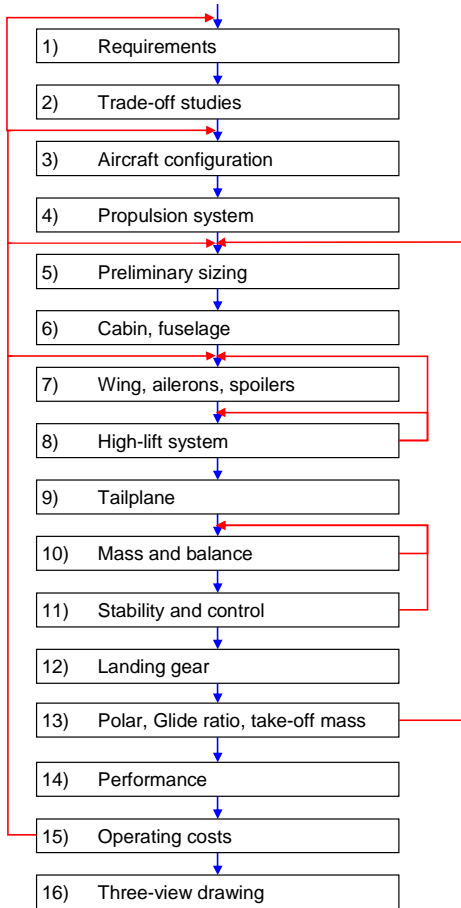 1) Requirements
2) Trade-off studies
3) Aircraft configuration
4) Propulsion system
5) Preliminary sizing
6) Cabin, fuselage
7) Wing, ailerons, spoilers
8) High-lift system
9) Tailplane
10) Mass and balance
11) Stability and control
12) Landing gear
13) Polar, Glide ratio, take-off mass
14) Performance
15) Operating costs
16) Three-view drawing